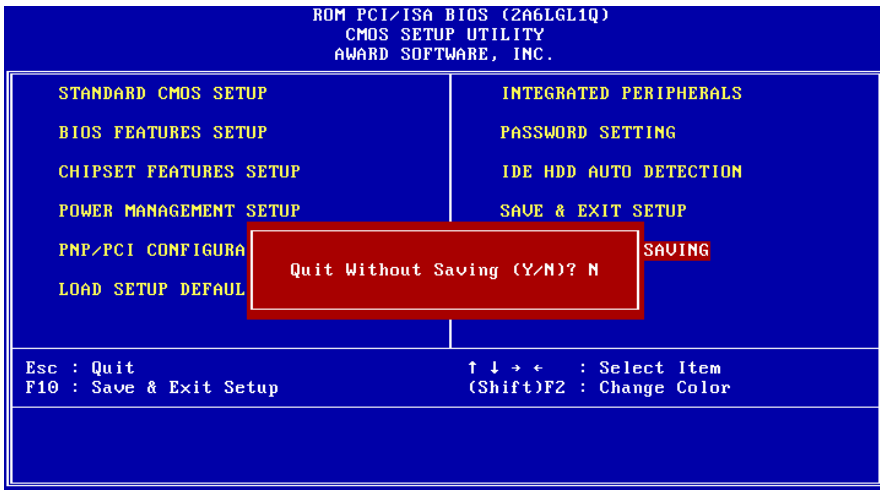 ROM PCI/ISA BIOS (2A6LGL1Q)
CMOS SETUP UTILITY
AWARD SOFTWARE, INC.
STANDARD CMOS SETUP
BIOS FEATURES SETUP
CHIPSET FEATURES SETUP
POWER MANAGEMENT SETUP
PNP/PCI CONFIGURA
LOAD SETUP DEFAUL
INTEGRATED PERIPHERALS
PASSWORD SETTING
IDE HDD AUTO DETECTION
SAVE & EXIT SETUP
SAVING
Quit Without Saving (Y/N)? N
Esc : Quit
F10 : Save & Exit Setup
↑ ↓ → ← : Select Item
(Shift)F2 : Change Color